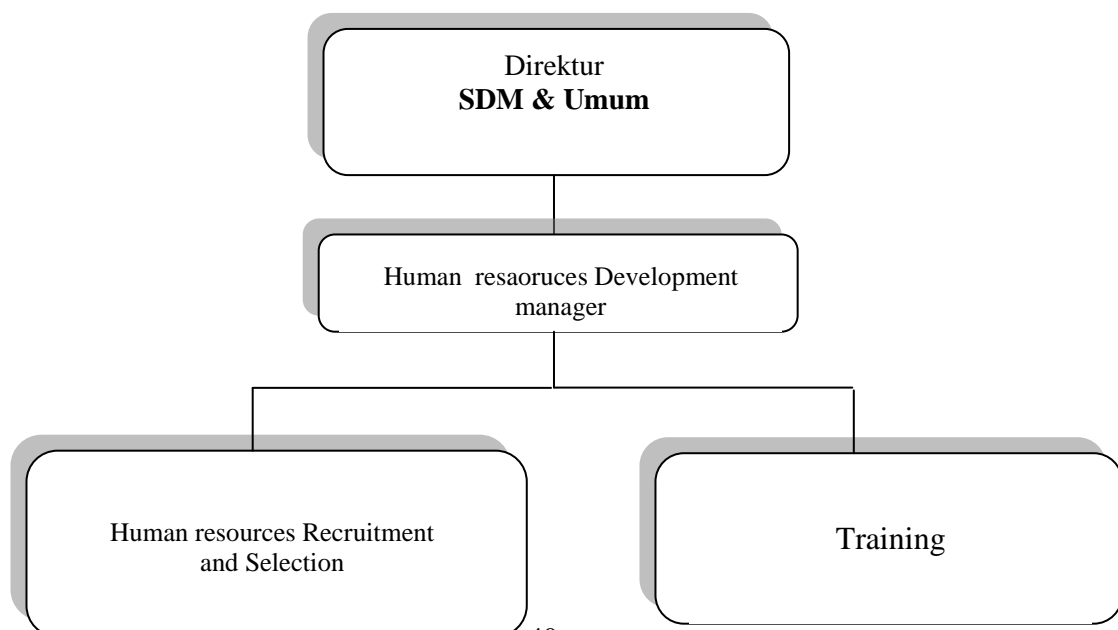 Direktur
SDM & Umum
Human resaoruces Development
manager
Human resources Recruitment
and Selection
Training